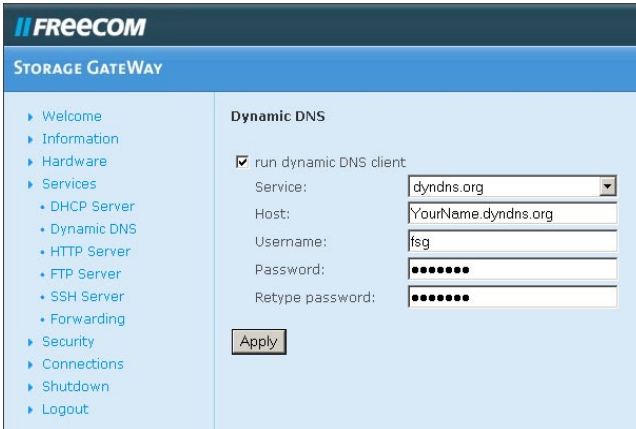 FREECOM
STORAGE GATEWAY
Welcome
Information
Hardware
Services
DHCP Server
Dynamic DNS
HTTP Server
FTP Server
SSH Server
Forwarding
Security
Connections
Shutdown
Logout
Dynamic DNS
run dynamic DNS client
Service: dyndns.org
Host: YourName.dyndns.org
Username: fsg
Password: •••••••
Retype password: •••••••
Apply